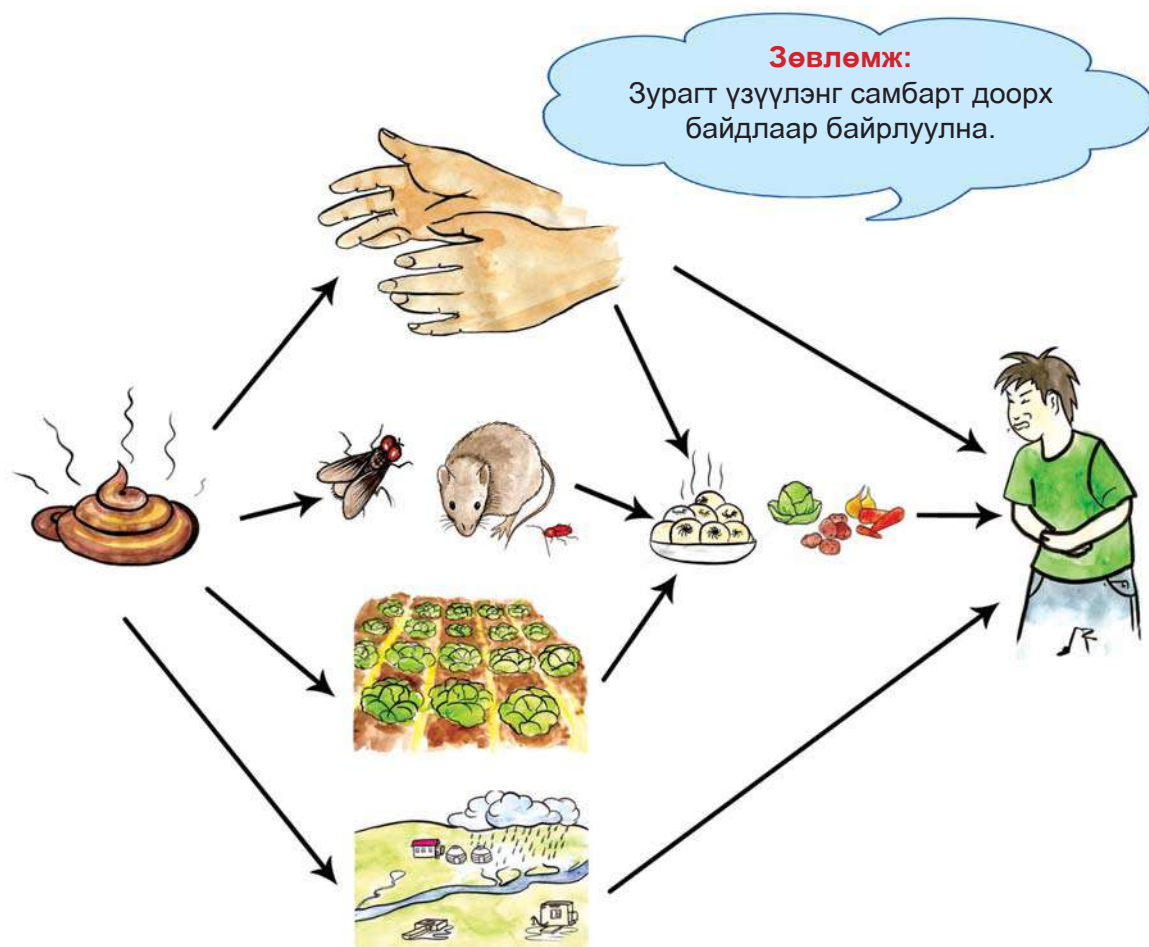 Зөвлөмж:
Зурагт үзүүлэнг самбарт доорх
байдлаар байрлуулна.